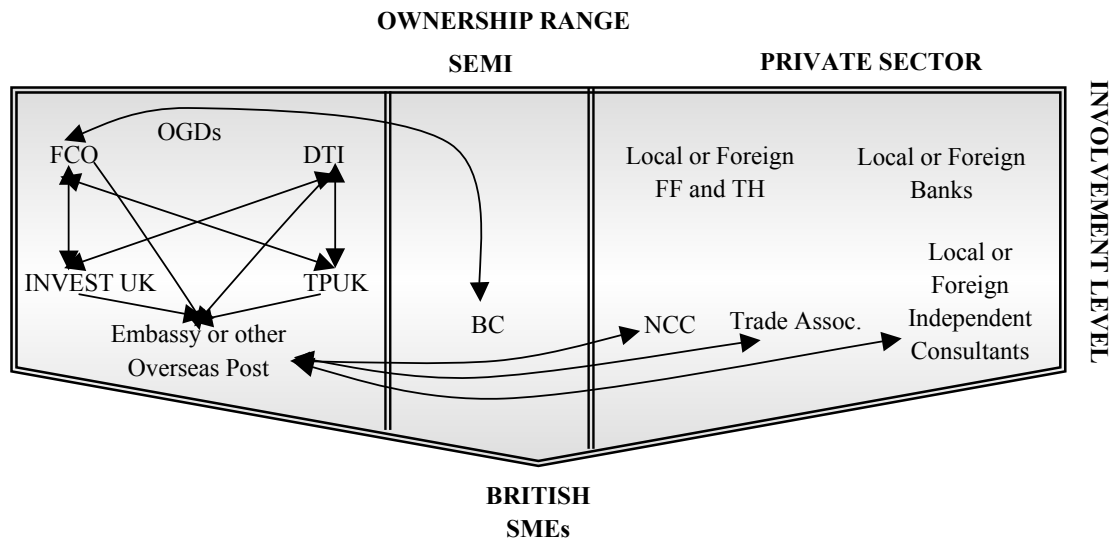 OWNERSHIP RANGE
SEMI
PRIVATE SECTOR
OGDs
FCO
DTI
INVEST UK
TPUK
Embassy or other
Overseas Post
BC
Local or Foreign
FF and TH
Local or Foreign
Banks
NCC
Trade Assoc.
Local or
Foreign
Independent
Consultants
INVOLVEMENT LEVEL
BRITISH
SMEs